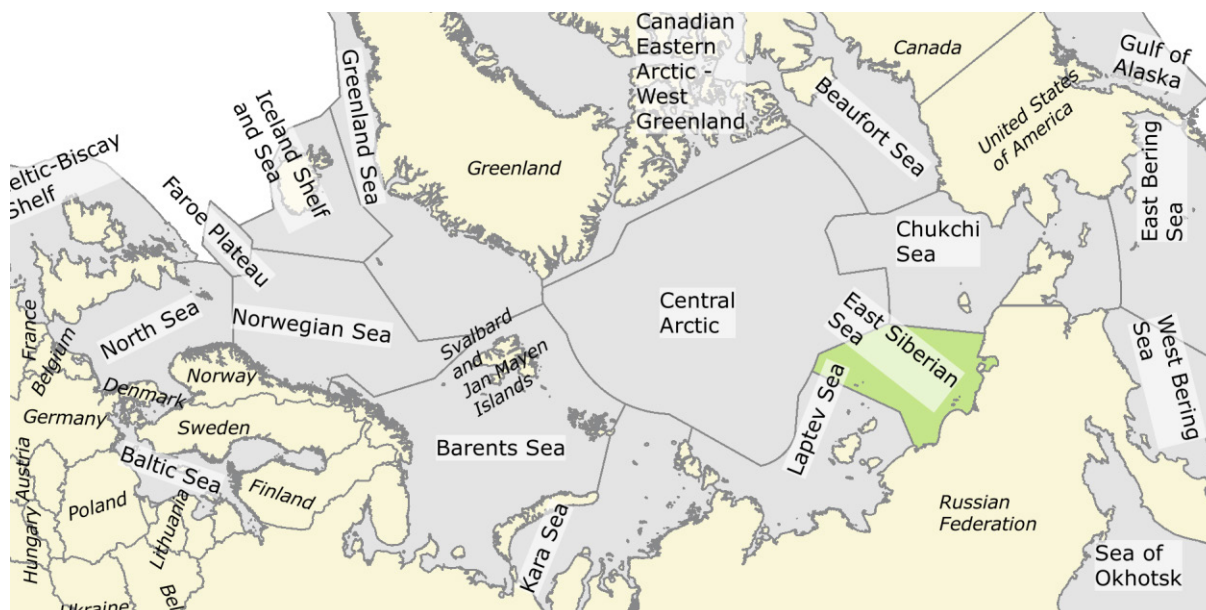 Canadian
Eastern
Arctic -
West
Greenland
Canada
Gulf of
Alaska
Greenland Sea
Iceland Shelf
and Sea
Beaufort Sea
United States
of America
eltic-Biscay
Shelf
Faroe Plateau
Greenland
East Bering
Sea
Chukchi
Sea
North Sea
Norwegian Sea
Central
Arctic
East Siberian
Sea
West Bering
Sea
France
Belgium
Svalbard
and
Jan Mayen
Islands
Denmark
Norway
Germany
Sweden
Laptev Sea
Barents Sea
Baltic Sea
Finland
Austria
Hungary
Poland
Lithuania
Russian
Federation
Kara Sea
Sea of
Okhotsk
Bel
Ukraine